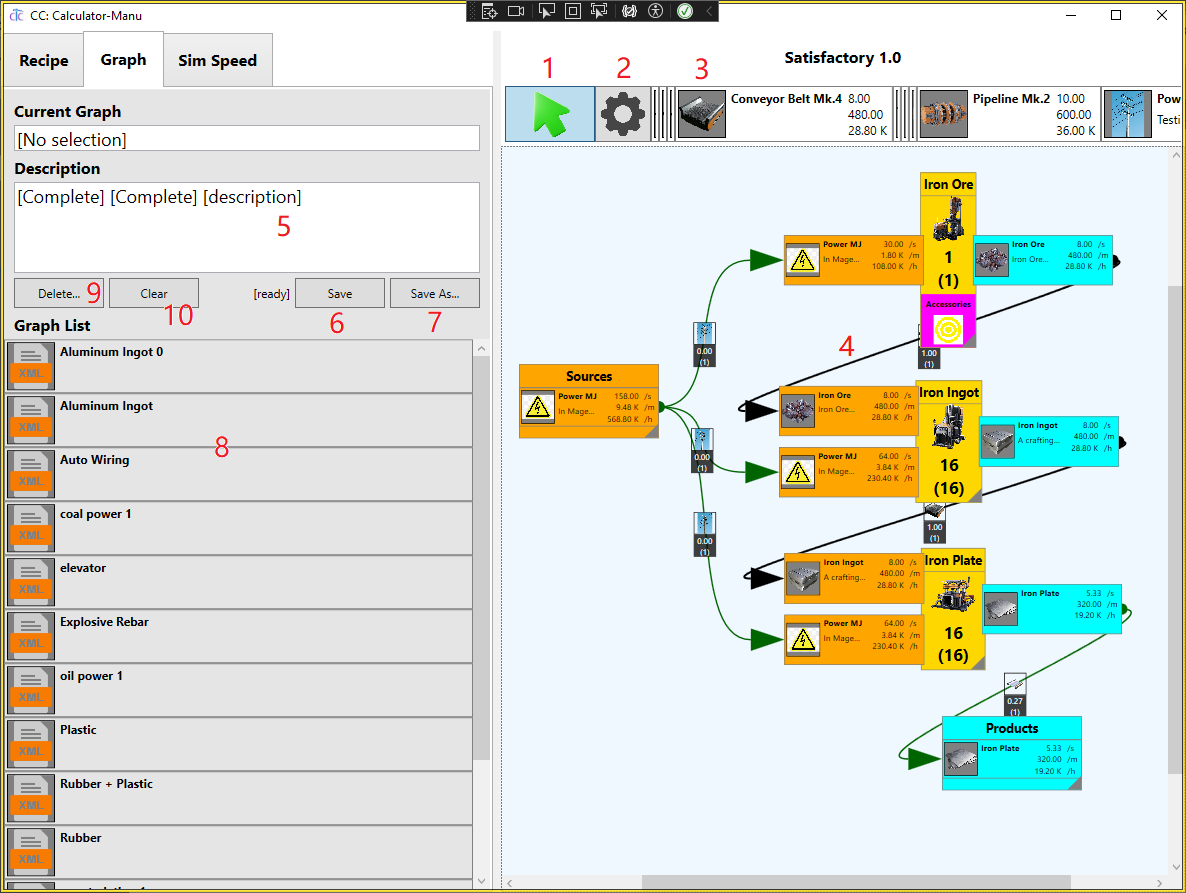 CC: Calculator-Manu
Recipe
Graph
Sim Speed
Current Graph
[No selection]
Description
[Complete] [Complete] [description]
5
Delete...
9
Clear
10
[ready]
Save
6
Save As...
7
Graph List
XML
Aluminum Ingot 0
XML
Aluminum Ingot
8
XML
Auto Wiring
XML
coal power 1
XML
elevator
XML
Explosive Rebar
XML
oil power 1
XML
Plastic
XML
Rubber + Plastic
XML
Rubber
Satisfactory 1.0
1
2
3
Conveyor Belt Mk.4 8.00
480.00
28.80 K
Pipeline Mk.2 10.00
600.00
36.00 K
Pow
Testi
Iron Ore
1
(1)
Accessories
Power MJ 30.00 /s
In Mage... 1.80 K /m
108.00 K /h
Iron Ore 8.00 /s
Iron Ore... 480.00 /m
28.80 K /h
0.00
(1)
4
1.00
(1)
Sources
Power MJ 158.00 /s
In Mage... 9.48 K /m
568.80 K /h
Iron Ore 8.00 /s
Iron Ore... 480.00 /m
28.80 K /h
Iron Ingot
16
(16)
Iron Ingot 8.00 /s
A crafting... 480.00 /m
28.80 K /h
0.00
(1)
Power MJ 64.00 /s
In Mage... 3.84 K /m
230.40 K /h
0.00
(1)
1.00
(1)
Iron Ingot 8.00 /s
A crafting... 480.00 /m
28.80 K /h
Iron Plate
16
(16)
Iron Plate 5.33 /s
320.00 /m
19.20 K /h
Power MJ 64.00 /s
In Mage... 3.84 K /m
230.40 K /h
0.27
(1)
Products
Iron Plate 5.33 /s
320.00 /m
19.20 K /h